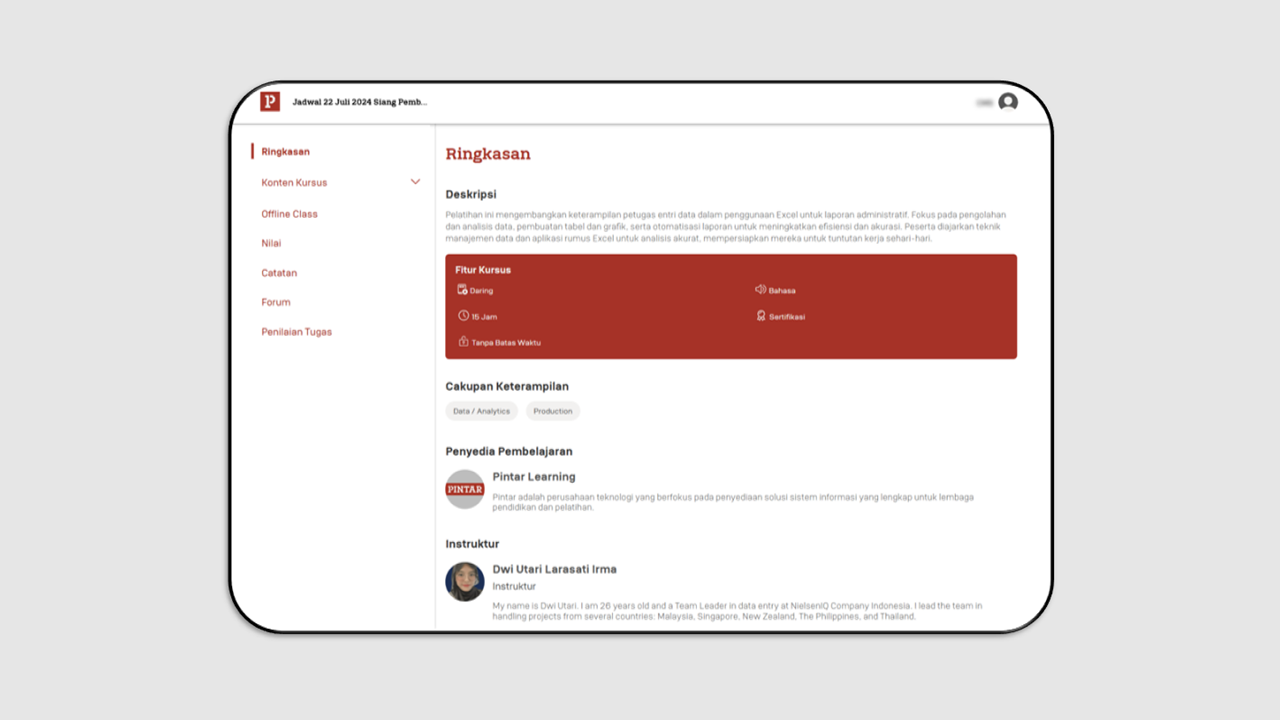 P
Jadwal 22 Juli 2024 Siang Pemb...
Ringkasan
Konten Kursus
Offline Class
Nilai
Catatan
Forum
Penilaian Tugas
Ringkasan
Deskripsi
Pelatihan ini mengembangkan keterampilan petugas entri data dalam penggunaan Excel untuk laporan administratif. Fokus pada pengolahan
dan analisis data, pembuatan tabel dan grafik, serta otomatisasi laporan untuk meningkatkan efisiensi dan akurasi. Peserta diajarkan teknik
manajemen data dan aplikasi rumus Excel untuk analisis akurat, mempersiapkan mereka untuk tuntutan kerja sehari-hari.
Fitur Kursus
Daring
Bahasa
15 Jam
Sertifikasi
Tanpa Batas Waktu
Cakupan Keterampilan
Data / Analytics
Production
Penyedia Pembelajaran
PINTAR
Pintar Learning
Pintar adalah perusahaan teknologi yang berfokus pada penyediaan solusi sistem informasi yang lengkap untuk lembaga
pendidikan dan pelatihan.
Instruktur
Dwi Utari Larasati Irma
Instruktur
My name is Dwi Utari. I am 26 years old and a Team Leader in data entry at NielsenIQ Company Indonesia. I lead the team in
handling projects from several countries: Malaysia, Singapore, New Zealand, The Philippines, and Thailand.